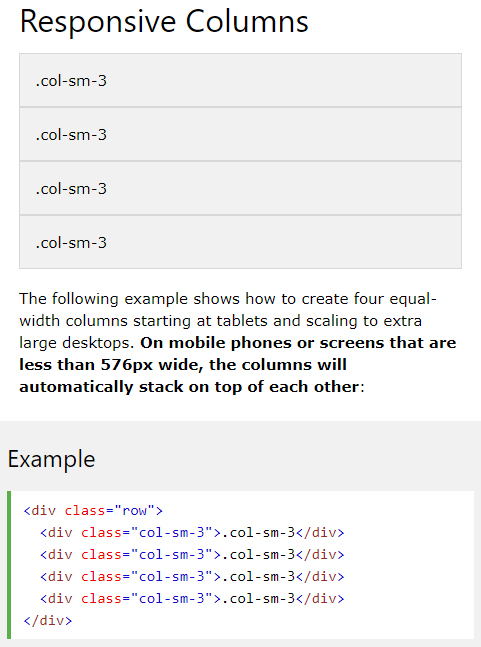 Responsive Columns
.col-sm-3
.col-sm-3
.col-sm-3
.col-sm-3
The following example shows how to create four equal-
width columns starting at tablets and scaling to extra
large desktops. On mobile phones or screens that are
less than 576px wide, the columns will
automatically stack on top of each other:
Example
<div class="row">
  <div class="col-sm-3">.col-sm-3</div>
  <div class="col-sm-3">.col-sm-3</div>
  <div class="col-sm-3">.col-sm-3</div>
  <div class="col-sm-3">.col-sm-3</div>
</div>